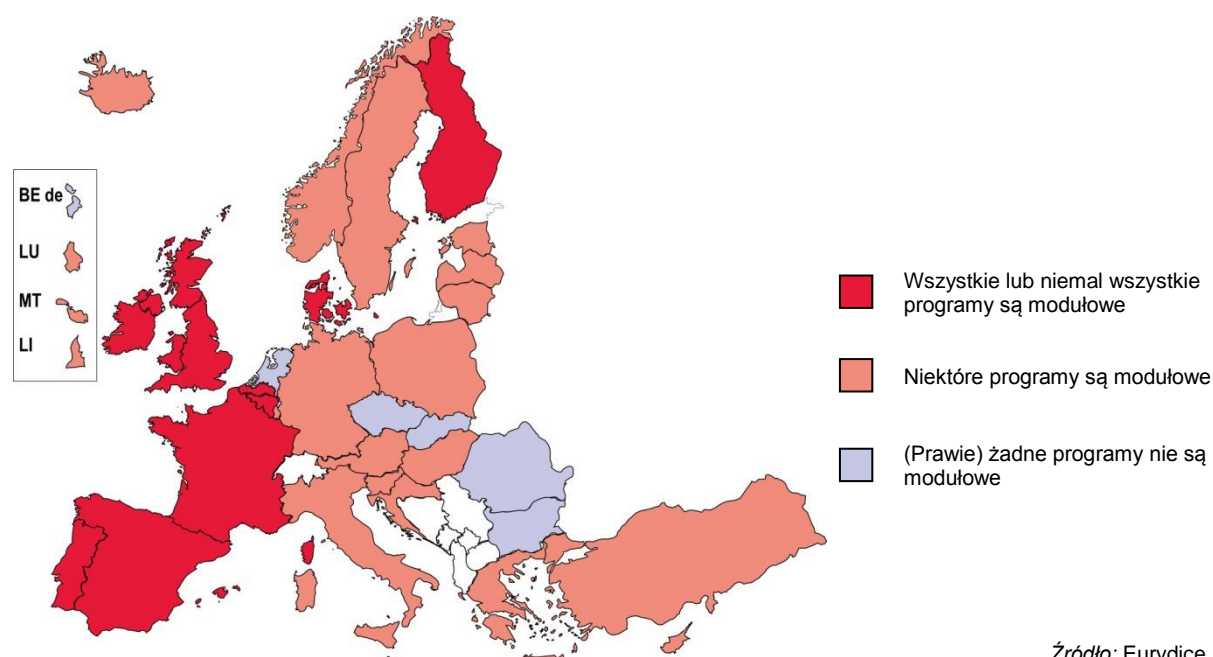 BE de
LU
MT
LI
Wszystkie lub niemal wszystkie
programy są modułowe
Niektóre programy są modułowe
(Prawie) żadne programy nie są
modułowe
Źródło: Eurydice